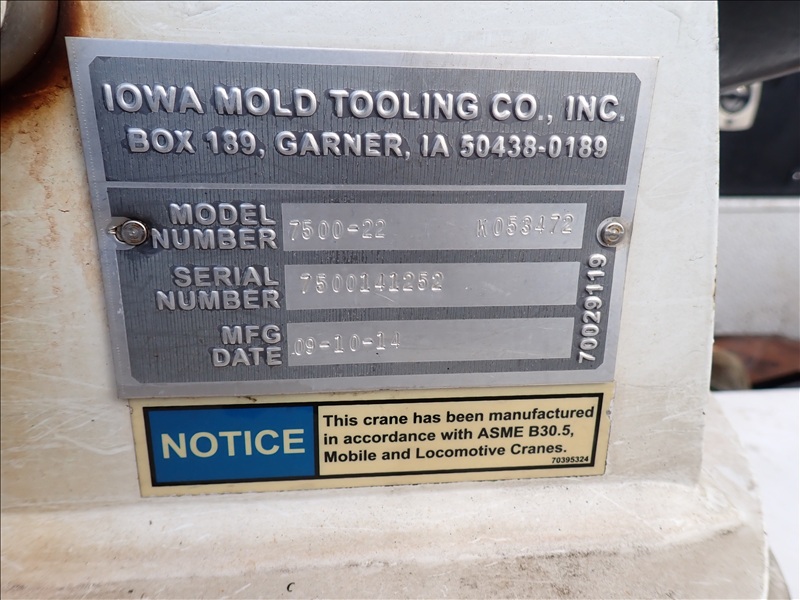 IOWA MOLD TOOLING CO., INC.
BOX 189, GARNER, IA 50438-0189
MODEL NUMBER 7500-22 K053472
SERIAL NUMBER 7500141252
MFG DATE 09-10-14
70029119
NOTICE
This crane has been manufactured
in accordance with ASME B30.5,
Mobile and Locomotive Cranes.
70395324